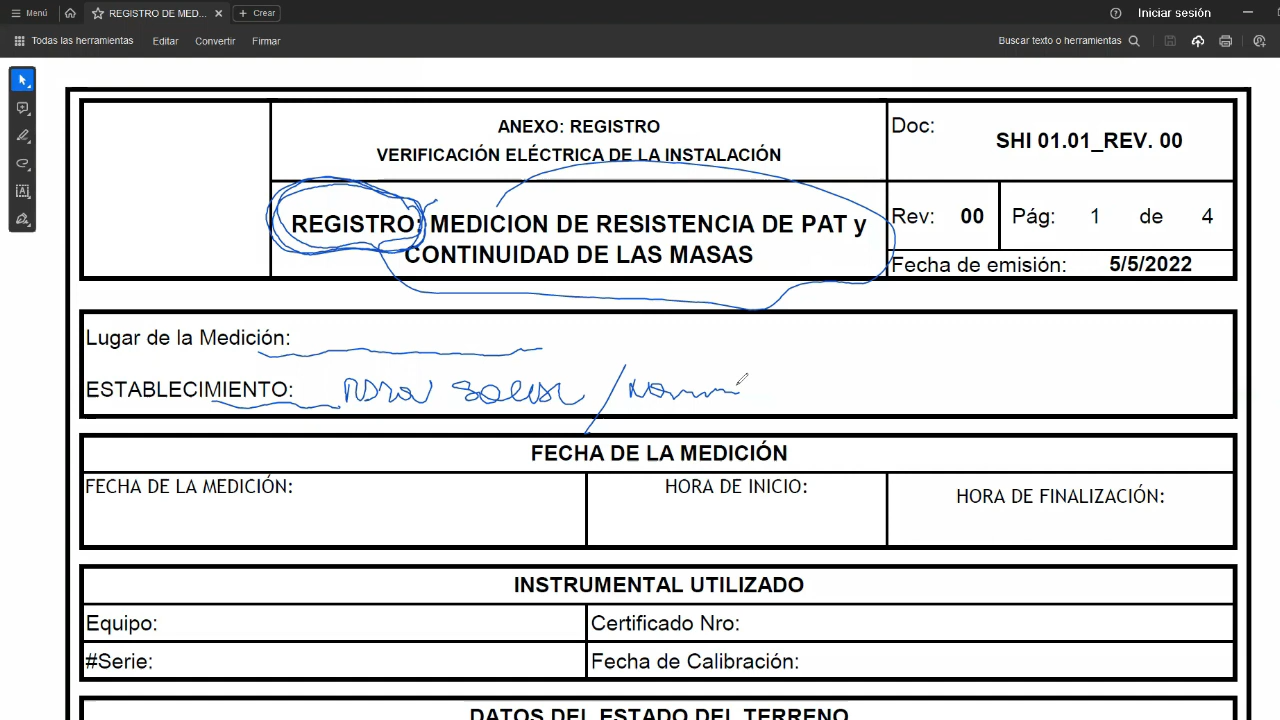 Menú
REGISTRO DE MED...
Crear
Iniciar sesión
Todas las herramientas
Editar
Convertir
Firmar
Buscar texto o herramientas
ANEXO: REGISTRO
VERIFICACIÓN ELÉCTRICA DE LA INSTALACIÓN
Doc:
SHI 01.01_REV. 00
REGISTRO: MEDICION DE RESISTENCIA DE PAT y
CONTINUIDAD DE LAS MASAS
Rev: 00
Pág: 1 de 4
Fecha de emisión: 5/5/2022
Lugar de la Medición:
ESTABLECIMIENTO:
FECHA DE LA MEDICIÓN
FECHA DE LA MEDICIÓN:
HORA DE INICIO:
HORA DE FINALIZACIÓN:
INSTRUMENTAL UTILIZADO
Equipo:
Certificado Nro:
#Serie:
Fecha de Calibración:
DATOS DEL ESTADO DEL TERRENO